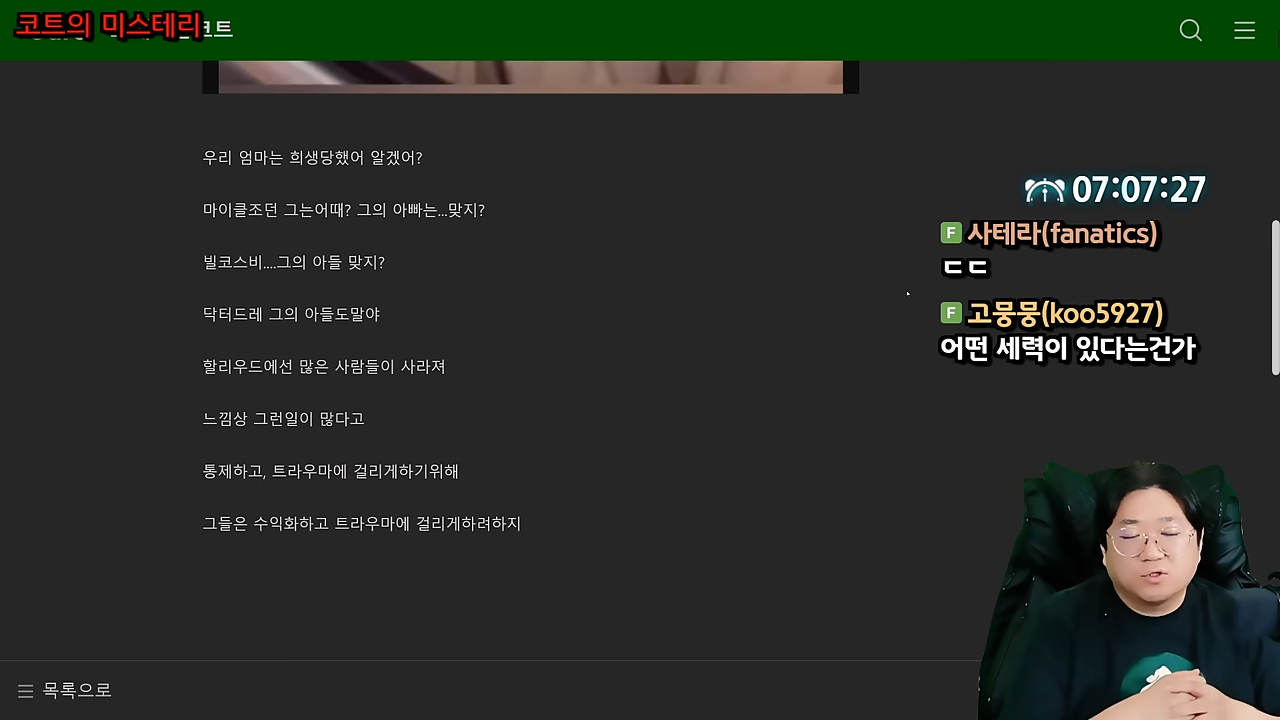 코트의 미스테리
코트
우리 엄마는 희생당했어 알겠어?
마이클조던 그는어때? 그의 아빠는...맞지?
빌코스비....그의 아들 맞지?
닥터드레 그의 아들도말야
할리우드에선 많은 사람들이 사라져
느낌상 그런일이 많다고
통제하고, 트라우마에 걸리게하기위해
그들은 수익화하고 트라우마에 걸리게하려하지
07:07:27
F 사테라(fanatics)
ㄷㄷ
F 고뭉뭉(koo5927)
어떤 세력이 있다는건가
목록으로